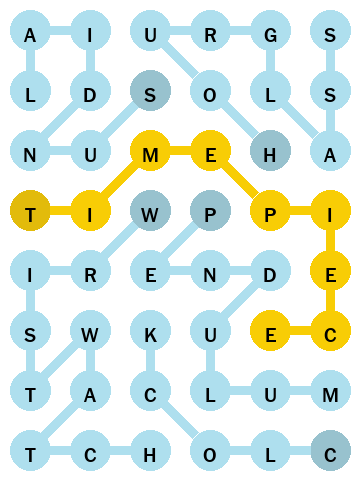 A I U R G S
L D S O L S
N U M E H A
T I W P P I
I R E N D E
S W K U E C
T A C L U M
T C H O L C